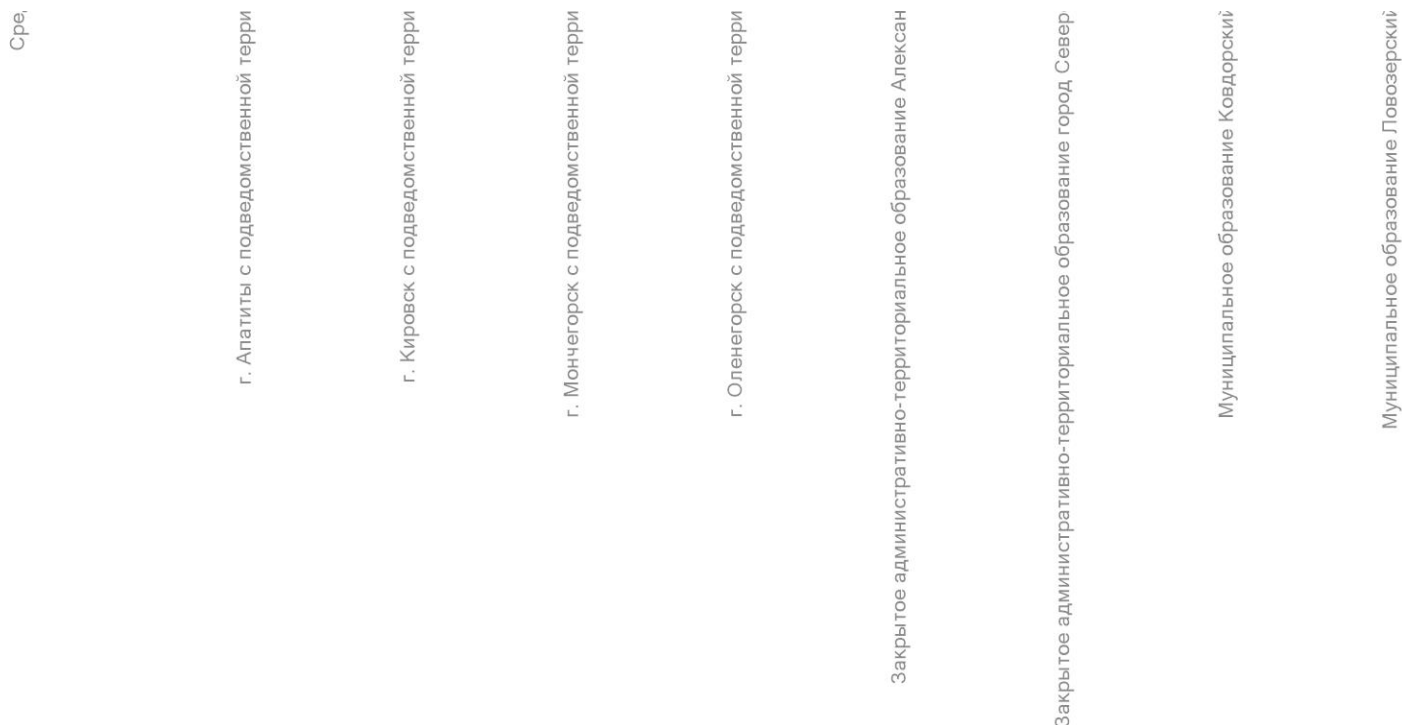 Сре
г. Апатиты с подведомственной терри
г. Кировск с подведомственной терри
г. Мончегорск с подведомственной терри
г. Оленегорск с подведомственной терри
Закрытое административно-территориальное образование Алексан
Закрытое административно-территориальное образование город Север
Муниципальное образование Ковдорский
Муниципальное образование Ловозерский